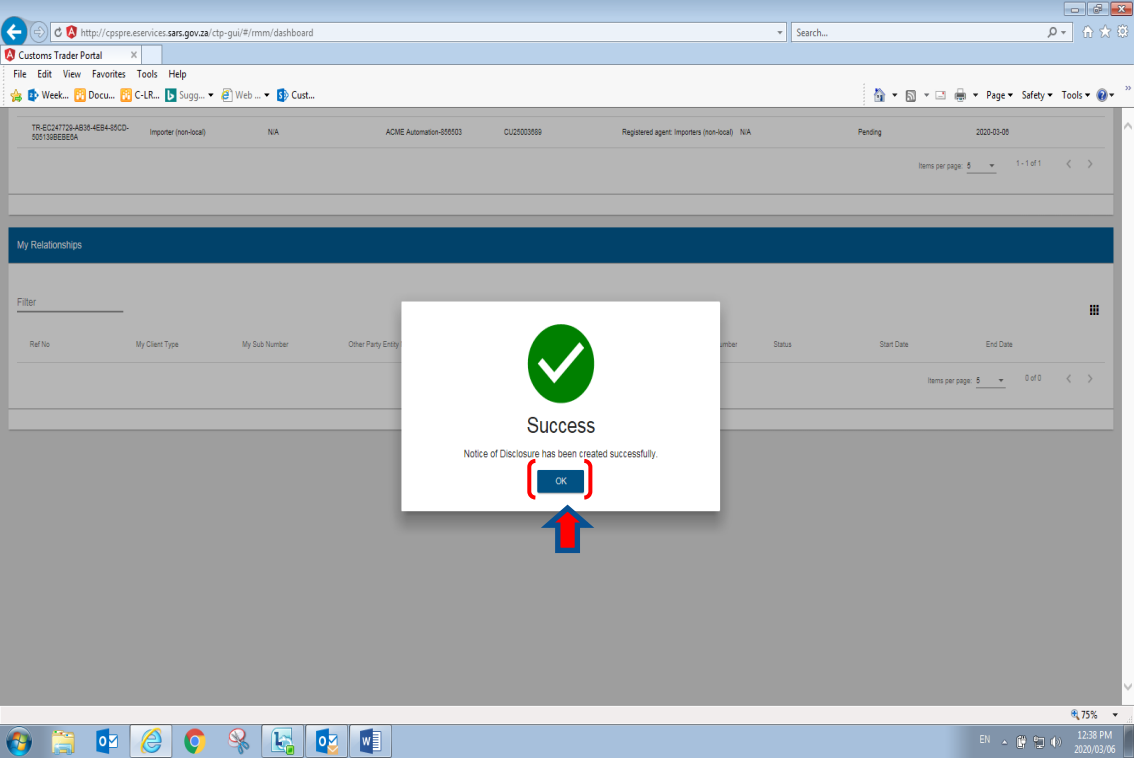 http://cpspre.eservices.sars.gov.za/ctp-gui/#/rmm/dashboard
Search...
Customs Trader Portal
File Edit View Favorites Tools Help
Week... Docu... C-LR... Sugg... Web ... Cust...
Page Safety Tools
TR-EC247729-AB36-4EB4-86CD-
505139BEBE6A
Importer (non-local) N/A ACME Automation-856503 CU26003689 Registered agent: Importers (non-local) N/A Pending 2020-03-06
Items per page: 5 1 - 1 of 1
My Relationships
Filter
Ref No My Client Type My Sub Number Other Party Entity Status Start Date End Date
Items per page: 5 0 of 0
Success
Notice of Disclosure has been created successfully.
OK
75%
EN
12:38 PM
2020/03/06